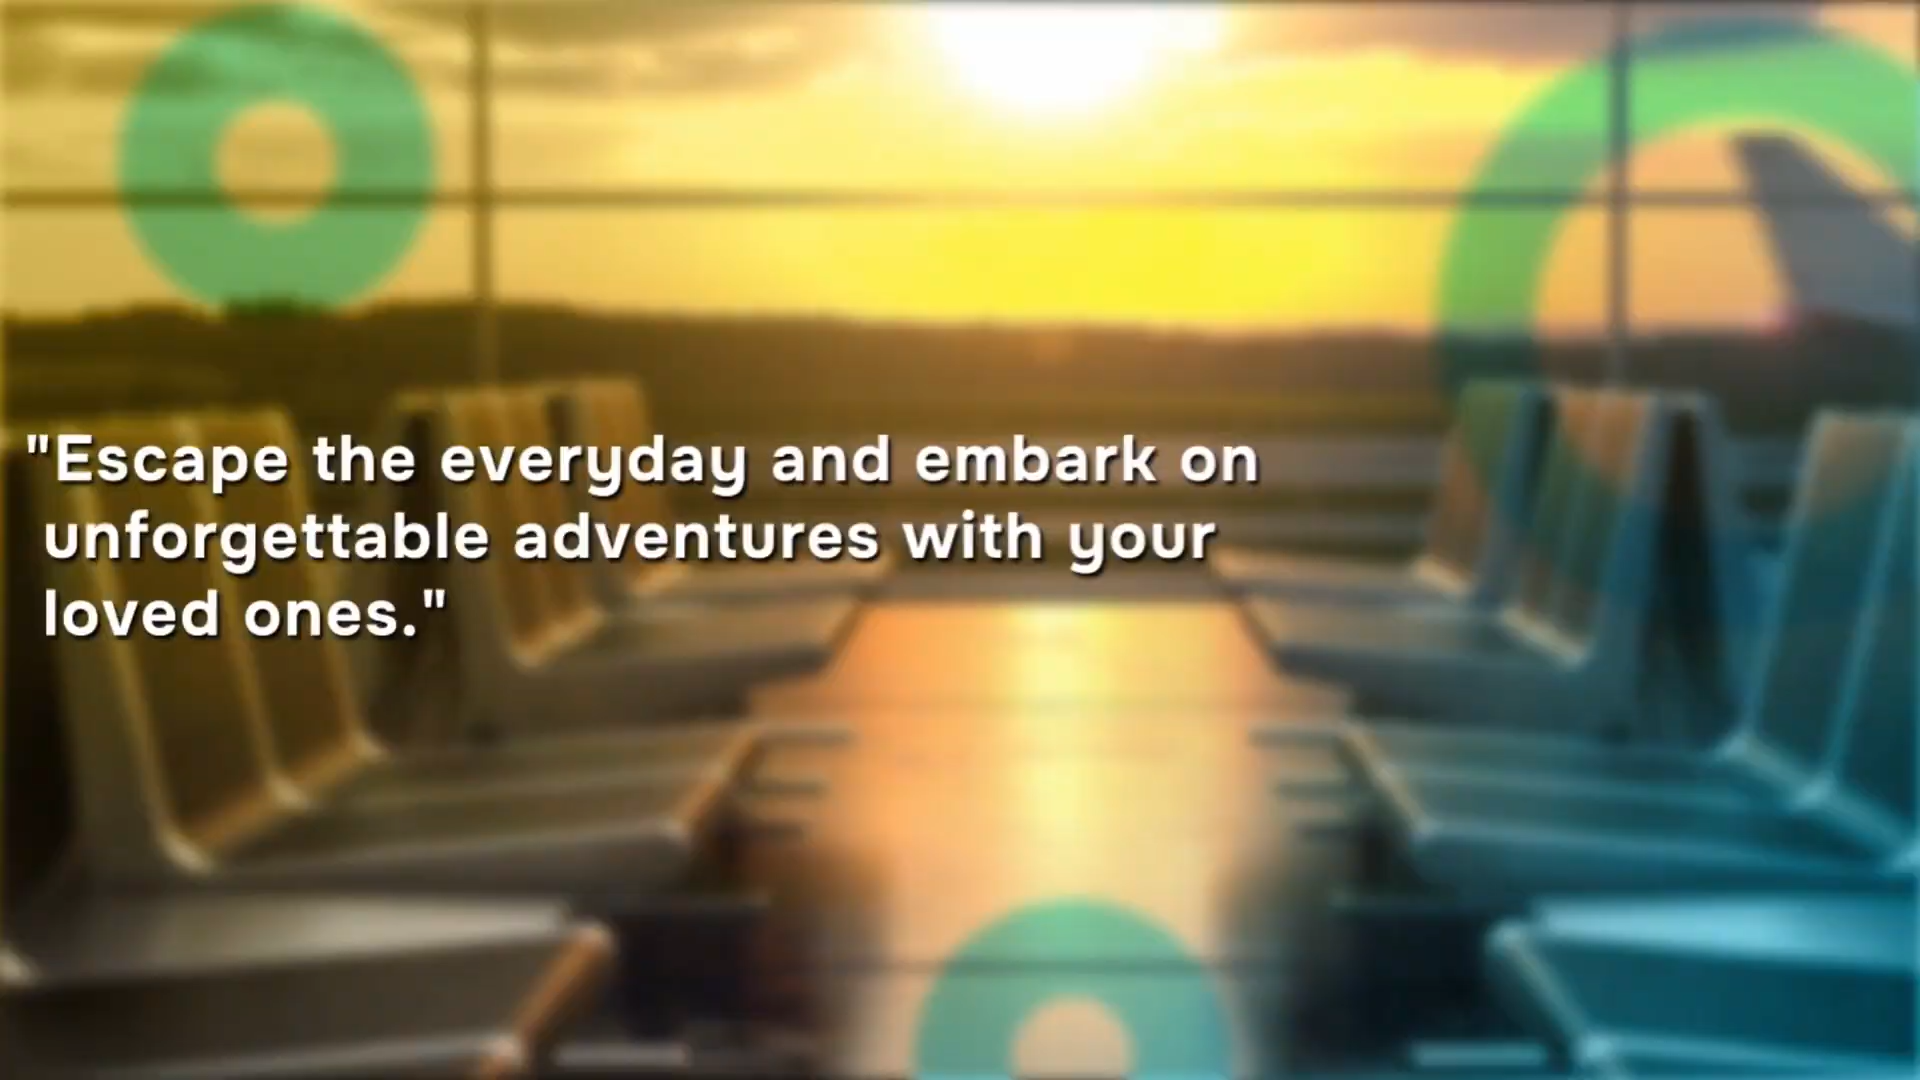 "Escape the everyday and embark on
unforgettable adventures with your
loved ones."